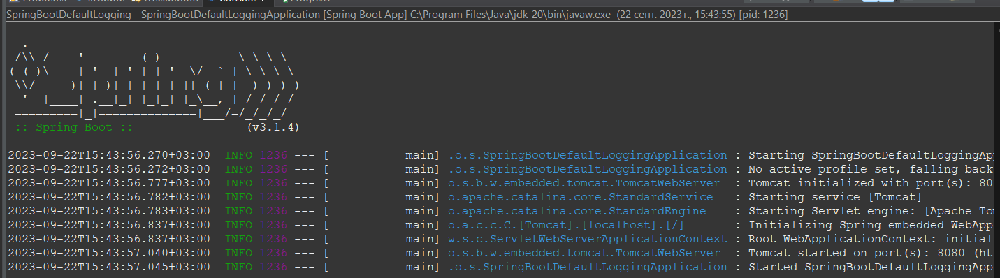 Problems Javadoc Declaration Console Progress
SpringBootDefaultLogging - SpringBootDefaultLoggingApplication [Spring Boot App] C:\Program Files\Java\jdk-20\bin\javaw.exe (22 сент. 2023 г., 15:43:55) [pid: 1236]
  .   ____          _            __ _ _
 /\\ / ___'_ __ _ _(_)_ __  __ _ \ \ \ \
( ( )\___ | '_ | '_| | '_ \/ _` | \ \ \ \
 \\/  ___)| |_)| | | | | || (_| |  ) ) ) )
  '  |____| .__|_| |_|_| |_\__, | / / / /
 =========|_|==============|___/=/_/_/_/
 :: Spring Boot ::                (v3.1.4)
2023-09-22T15:43:56.270+03:00  INFO 1236 --- [           main] .o.s.SpringBootDefaultLoggingApplication : Starting SpringBootDefaultLoggingAp
2023-09-22T15:43:56.272+03:00  INFO 1236 --- [           main] .o.s.SpringBootDefaultLoggingApplication : No active profile set, falling back
2023-09-22T15:43:56.777+03:00  INFO 1236 --- [           main] o.s.b.w.embedded.tomcat.TomcatWebServer  : Tomcat initialized with port(s): 80
2023-09-22T15:43:56.782+03:00  INFO 1236 --- [           main] o.apache.catalina.core.StandardService   : Starting service [Tomcat]
2023-09-22T15:43:56.783+03:00  INFO 1236 --- [           main] o.apache.catalina.core.StandardEngine    : Starting Servlet engine: [Apache Tom
2023-09-22T15:43:56.837+03:00  INFO 1236 --- [           main] o.a.c.c.C.[Tomcat].[localhost].[/]       : Initializing Spring embedded WebApp
2023-09-22T15:43:56.837+03:00  INFO 1236 --- [           main] w.s.c.ServletWebServerApplicationContext : Root WebApplicationContext: initial
2023-09-22T15:43:57.040+03:00  INFO 1236 --- [           main] o.s.b.w.embedded.tomcat.TomcatWebServer  : Tomcat started on port(s): 8080 (ht
2023-09-22T15:43:57.045+03:00  INFO 1236 --- [           main] .o.s.SpringBootDefaultLoggingApplication : Started SpringBootDefaultLoggingApp